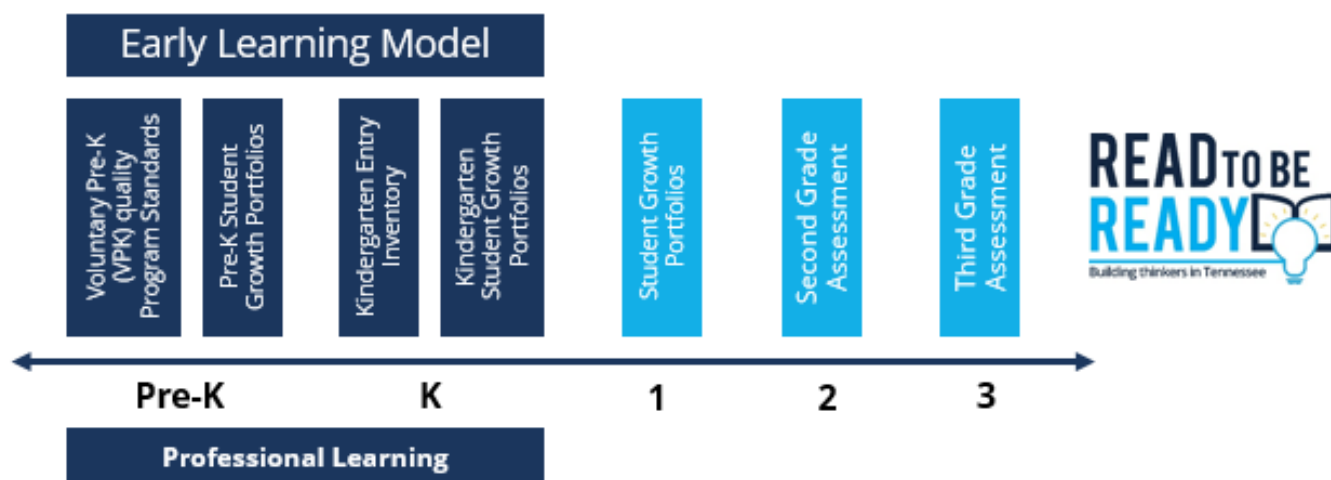 Early Learning Model
Voluntary Pre-K
(VPK) quality
Program Standards
Pre-K Student
Growth Portfolios
Kindergarten Entry
Inventory
Kindergarten
Student Growth
Portfolios
Student Growth
Portfolios
Second Grade
Assessment
Third Grade
Assessment
READ TO BE
READY
Building thinkers in Tennessee
Pre-K
K
1
2
3
Professional Learning